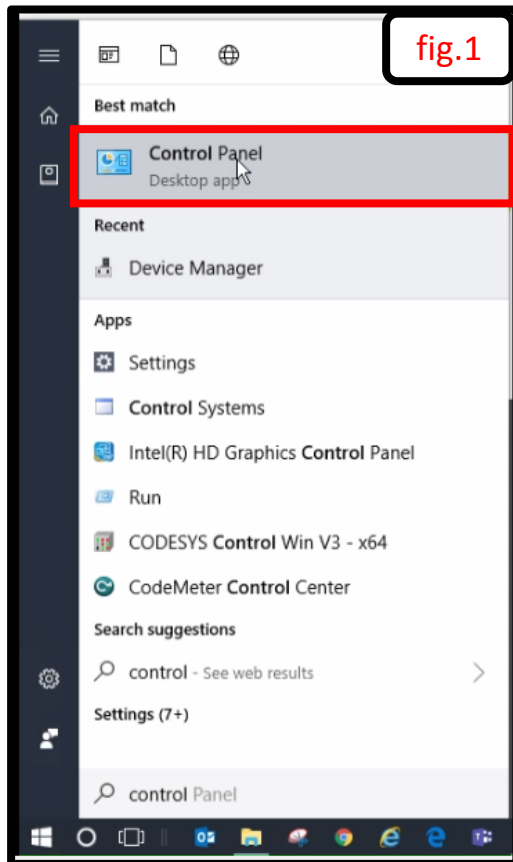 fig.1
Best match
Control Panel
Desktop app
Recent
Device Manager
Apps
Settings
Control Systems
Intel(R) HD Graphics Control Panel
Run
CODESYS Control Win V3 - x64
CodeMeter Control Center
Search suggestions
control - See web results
Settings (7+)
control Panel